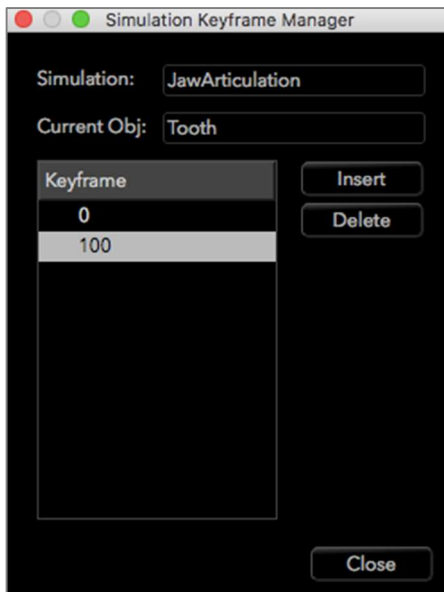 Simulation Keyframe Manager
Simulation: JawArticulation
Current Obj: Tooth
Keyframe Insert
0 Delete
100
Close